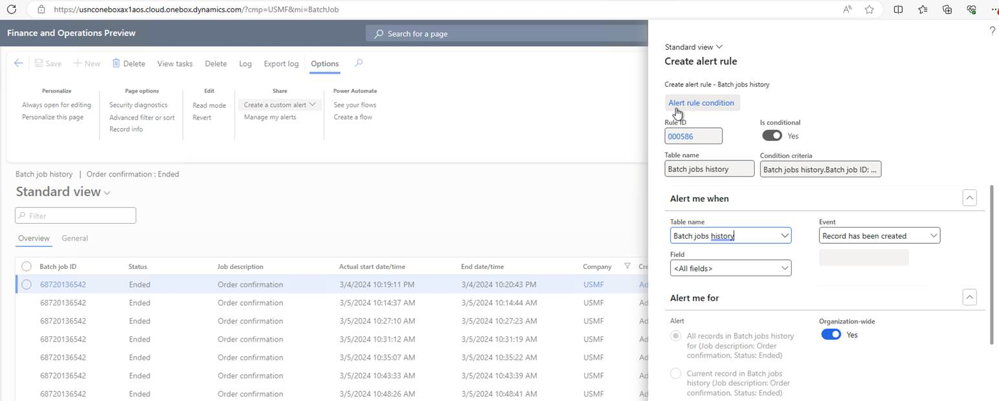 https://usnconeboxax1aos.cloud.onebox.dynamics.com/?cmp=USMF&mi=BatchJob
Finance and Operations Preview
Search for a page
?
Save
New
Delete
View tasks
Delete
Log
Export log
Options
Personalize
Always open for editing
Personalize this page
Page options
Security diagnostics
Advanced filter or sort
Record info
Edit
Read mode
Revert
Share
Create a custom alert
Manage my alerts
Power Automate
See your flows
Create a flow
Batch job history | Order confirmation : Ended
Standard view
Filter
Overview
General
Batch job ID Status Job description Actual start date/time End date/time Company Cre
68720136542 Ended Order confirmation 3/4/2024 10:19:11 PM 3/4/2024 10:20:43 PM USMF Ad
68720136542 Ended Order confirmation 3/5/2024 10:14:37 AM 3/5/2024 10:14:44 AM USMF Ad
68720136542 Ended Order confirmation 3/5/2024 10:27:10 AM 3/5/2024 10:27:23 AM USMF Ad
68720136542 Ended Order confirmation 3/5/2024 10:31:12 AM 3/5/2024 10:31:19 AM USMF Ad
68720136542 Ended Order confirmation 3/5/2024 10:35:07 AM 3/5/2024 10:35:22 AM USMF Ad
68720136542 Ended Order confirmation 3/5/2024 10:43:33 AM 3/5/2024 10:43:39 AM USMF Ad
68720136542 Ended Order confirmation 3/5/2024 10:48:26 AM 3/5/2024 10:48:41 AM USMF Ad
Standard view
Create alert rule
Create alert rule - Batch jobs history
Alert rule condition
Rule ID
000586
Is conditional
Yes
Table name
Batch jobs history
Condition criteria
Batch jobs history.Batch job ID: ...
Alert me when
Table name
Batch jobs history
Event
Record has been created
Field
<All fields>
Alert me for
Alert
All records in Batch jobs history
for (Job description: Order
confirmation, Status: Ended)
Current record in Batch jobs
history (Job description: Order
confirmation, Status: Ended)
Organization-wide
Yes